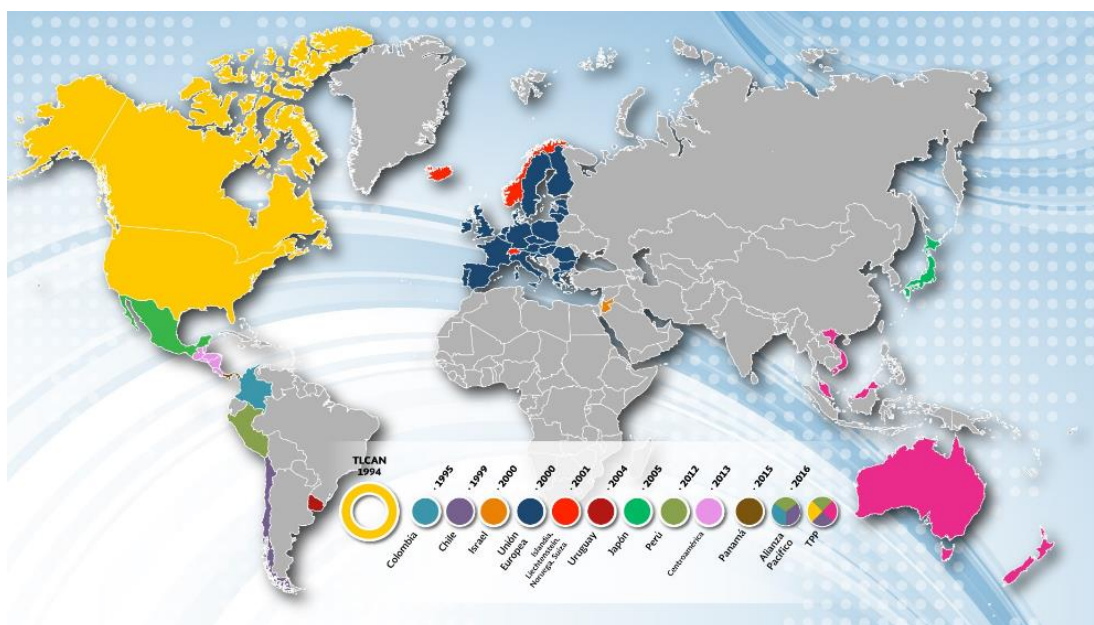 TLCAN
1994
· 1995
Colombia
· 1999
Chile
· 2000
Israel
· 2000
Unión
Europea
· 2001
Islandia,
Liechtenstein,
Noruega, Suiza
· 2004
Uruguay
· 2005
Japón
· 2012
Perú
· 2013
Centroamérica
· 2015
Panamá
· 2016
Alianza
Pacífico
TPP